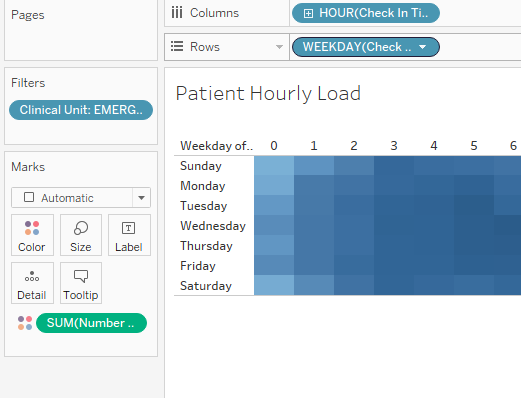 Pages
Columns
HOUR(Check In Ti..
Rows
WEEKDAY(Check ..
Filters
Clinical Unit: EMERG..
Patient Hourly Load
Marks
Weekday of.. 0 1 2 3 4 5 6
Sunday
Automatic
Monday
Tuesday
Wednesday
Color Size Label
Thursday
Friday
Saturday
Detail Tooltip
SUM(Number ..